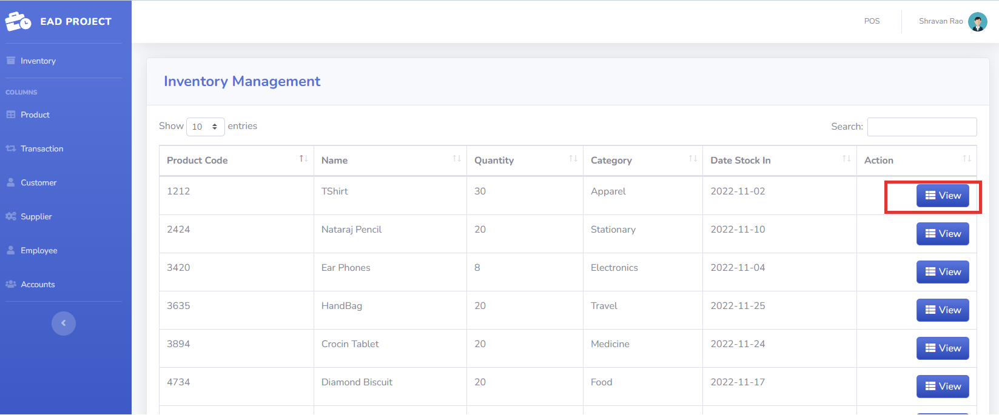 EAD PROJECT
POS
Shravan Rao
Inventory
COLUMNS
Product
Transaction
Customer
Supplier
Employee
Accounts
Inventory Management
Show 10 entries
Search:
Product Code Name Quantity Category Date Stock In Action
1212 TShirt 30 Apparel 2022-11-02 View
2424 Nataraj Pencil 20 Stationary 2022-11-10 View
3420 Ear Phones 8 Electronics 2022-11-04 View
3635 HandBag 20 Travel 2022-11-25 View
3894 Crocin Tablet 20 Medicine 2022-11-24 View
4734 Diamond Biscuit 20 Food 2022-11-17 View